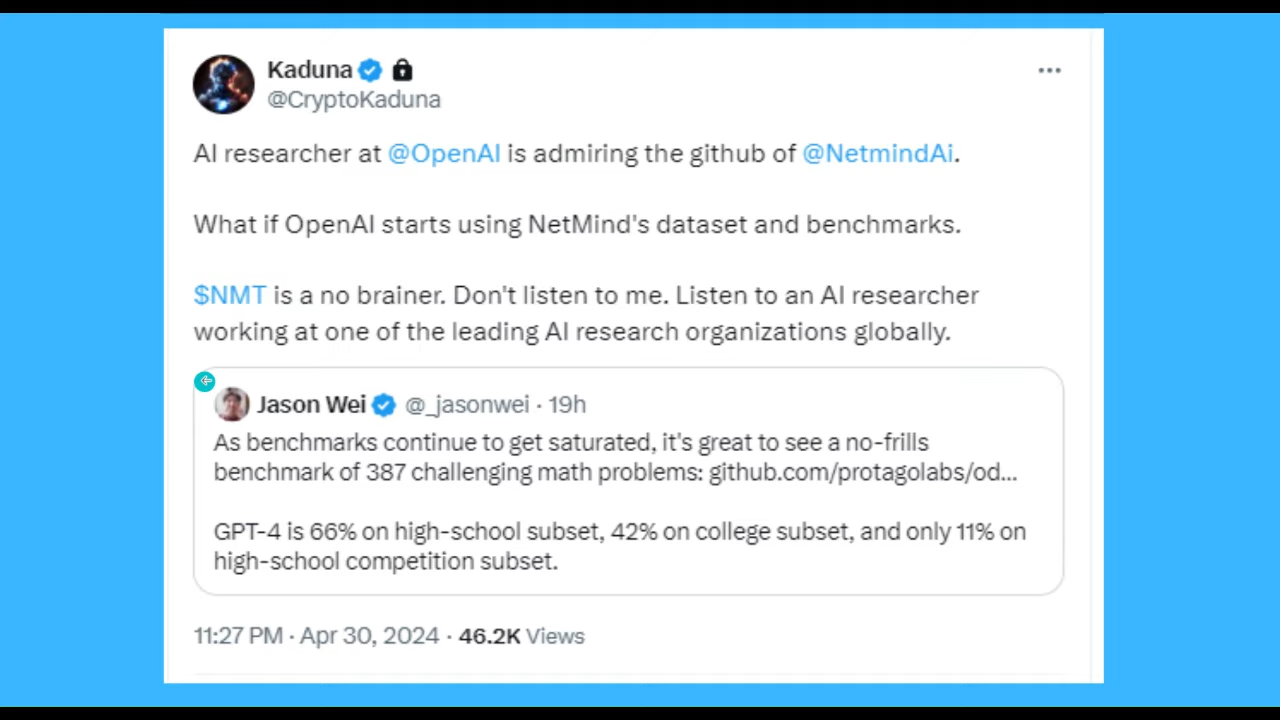 Kaduna
@CryptoKaduna
AI researcher at @OpenAI is admiring the github of @NetmindAi.
What if OpenAI starts using NetMind's dataset and benchmarks.
$NMT is a no brainer. Don't listen to me. Listen to an AI researcher
working at one of the leading AI research organizations globally.
Jason Wei @_jasonwei · 19h
As benchmarks continue to get saturated, it's great to see a no-frills
benchmark of 387 challenging math problems: github.com/protagolabs/od...
GPT-4 is 66% on high-school subset, 42% on college subset, and only 11% on
high-school competition subset.
11:27 PM · Apr 30, 2024 · 46.2K Views